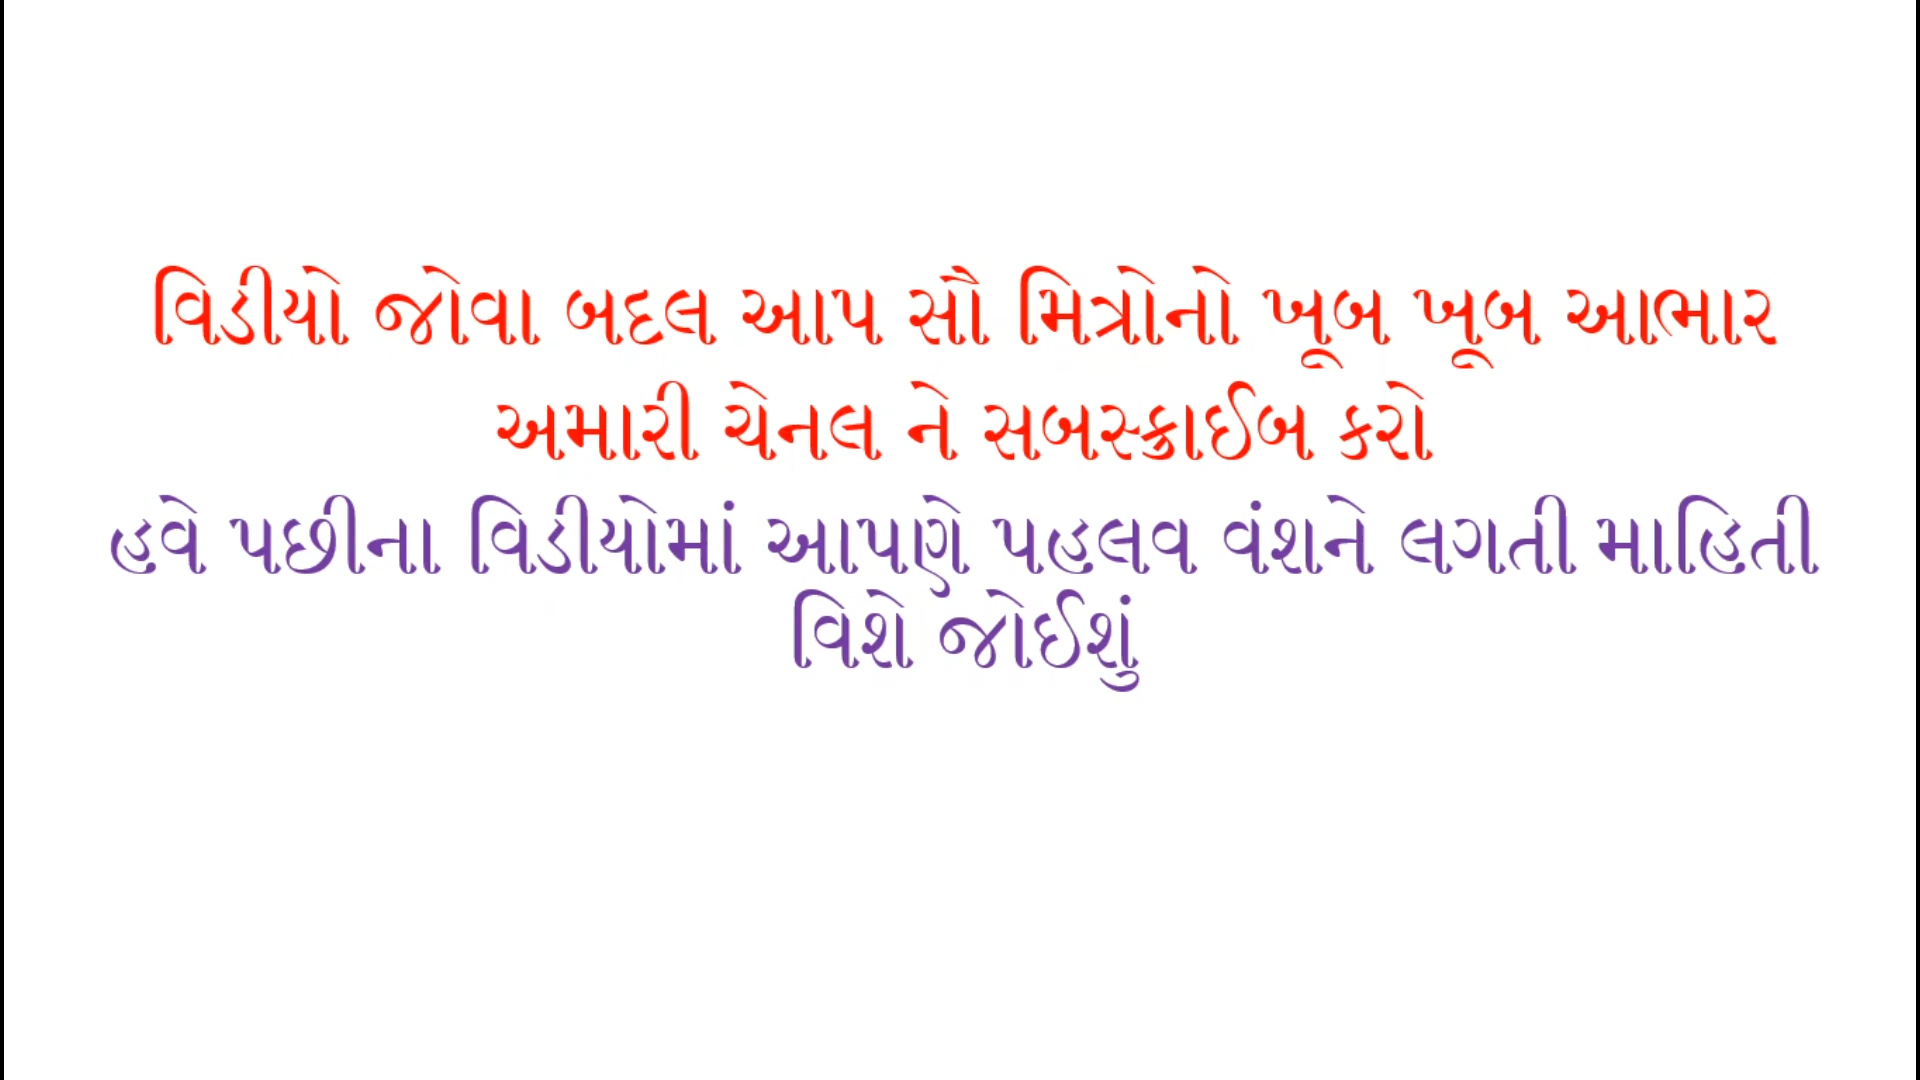 વિડીયો જોવા બદલ આપ સૌ મિત્રોનો ખૂબ ખૂબ આભાર
અમારી ચેનલ ને સબસ્ક્રાઈબ કરો
હવે પછીના વિડીયોમાં આપણે પહલવ વંશને લગતી માહિતી
વિશે જોઈશું